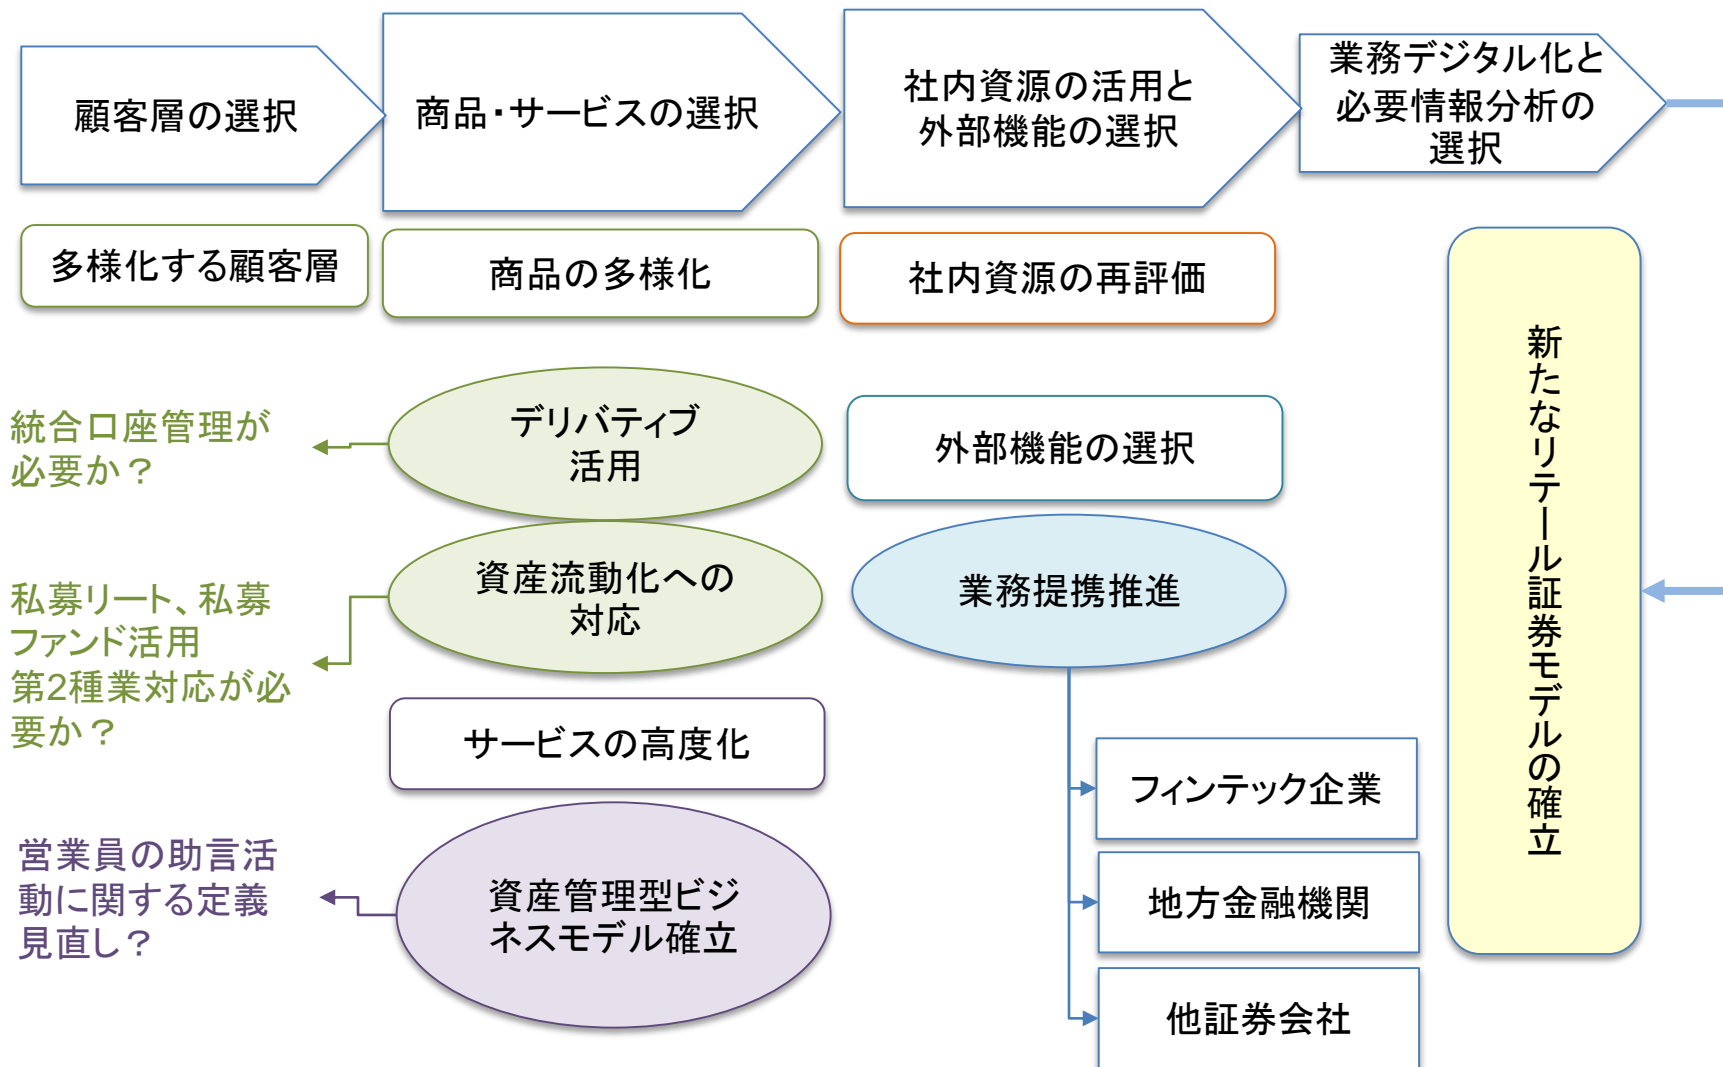 顧客層の選択
商品・サービスの選択
社内資源の活用と
外部機能の選択
業務デジタル化と
必要情報分析の
選択
多様化する顧客層
商品の多様化
社内資源の再評価
統合口座管理が
必要か？
デリバティブ
活用
外部機能の選択
私募リート、私募
ファンド活用
第2種業対応が必
要か？
資産流動化への
対応
業務提携推進
サービスの高度化
営業員の助言活
動に関する定義
見直し？
資産管理型ビジ
ネスモデル確立
フィンテック企業
地方金融機関
他証券会社
新たなリテール証券モデルの確立